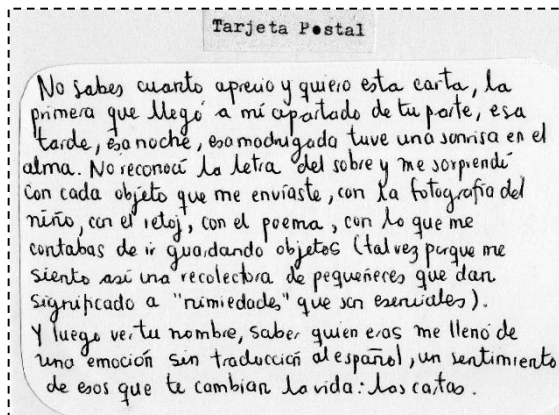 Tarjeta Postal
No sabes cuanto aprecio y quiero esta carta, la
primera que llegó a mi apartado de tu parte, esa
tarde, esa noche, esa madrugada tuve una sonrisa en el
alma. No reconocí la letra del sobre y me sorprendí
con cada objeto que me enviaste, con la fotografía del
niño, con el reloj, con el poema, con lo que me
contabas de ir guardando objetos (talvez porque me
siento así una recolectora de pequeñeces que dan
significado a "nimiedades" que son esenciales).
Y luego ver tu nombre, saber quien eras me llenó de
una emoción sin traducción al español, un sentimiento
de esos que te cambian la vida: las cartas.